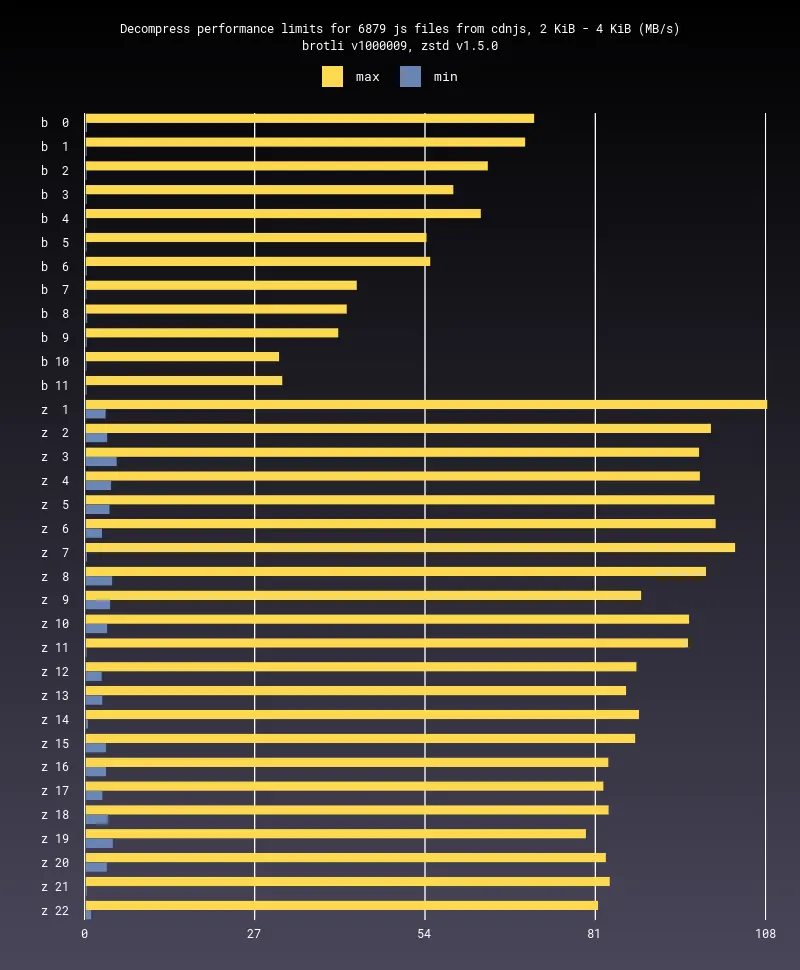 Decompress performance limits for 6879 js files from cdnjs, 2 KiB - 4 KiB (MB/s)
brotli v1000009, zstd v1.5.0
max min
b 0
b 1
b 2
b 3
b 4
b 5
b 6
b 7
b 8
b 9
b 10
b 11
z 1
z 2
z 3
z 4
z 5
z 6
z 7
z 8
z 9
z 10
z 11
z 12
z 13
z 14
z 15
z 16
z 17
z 18
z 19
z 20
z 21
z 22
0 27 54 81 108